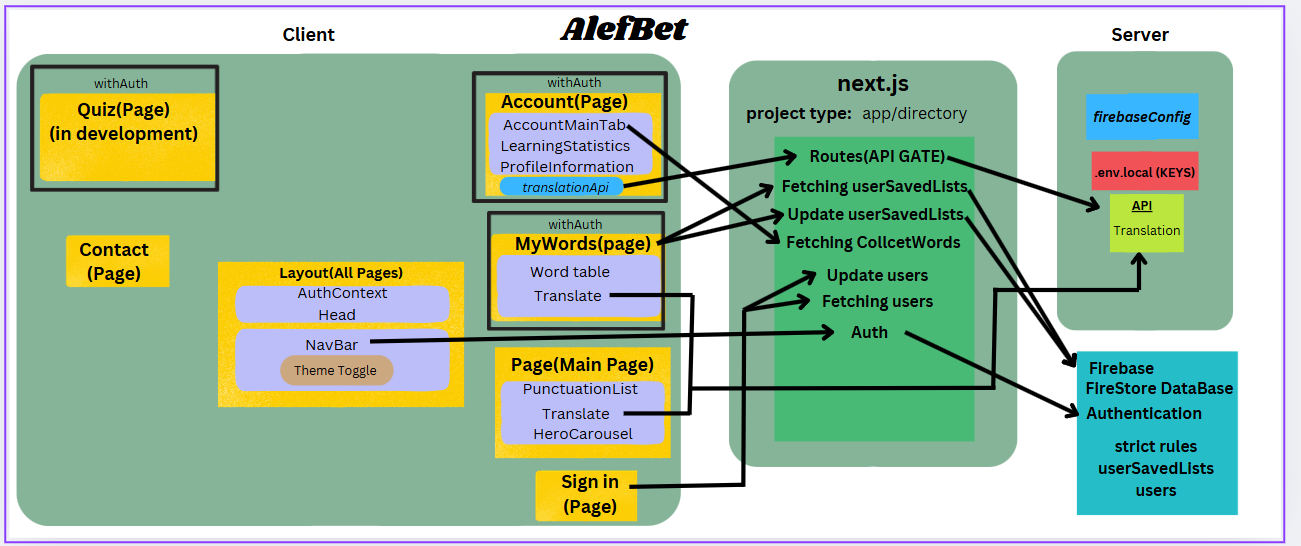 AlefBet
Client
withAuth
Quiz(Page)
(in development)
Contact
(Page)
Layout(All Pages)
AuthContext
Head
NavBar
Theme Toggle
withAuth
Account(Page)
AccountMainTab
LearningStatistics
ProfileInformation
translationApi
withAuth
MyWords(page)
Word table
Translate
Page(Main Page)
PunctuationList
Translate
HeroCarousel
Sign in
(Page)
next.js
project type: app/directory
Routes(API GATE)
Fetching userSavedLIsts
Update userSavedLIsts
Fetching CollcetWords
Update users
Fetching users
Auth
Server
firebaseConfig
.env.local (KEYS)
API
Translation
FIrebase
FIreStore DataBase
AuthentIcation
strict rules
userSavedLIsts
users